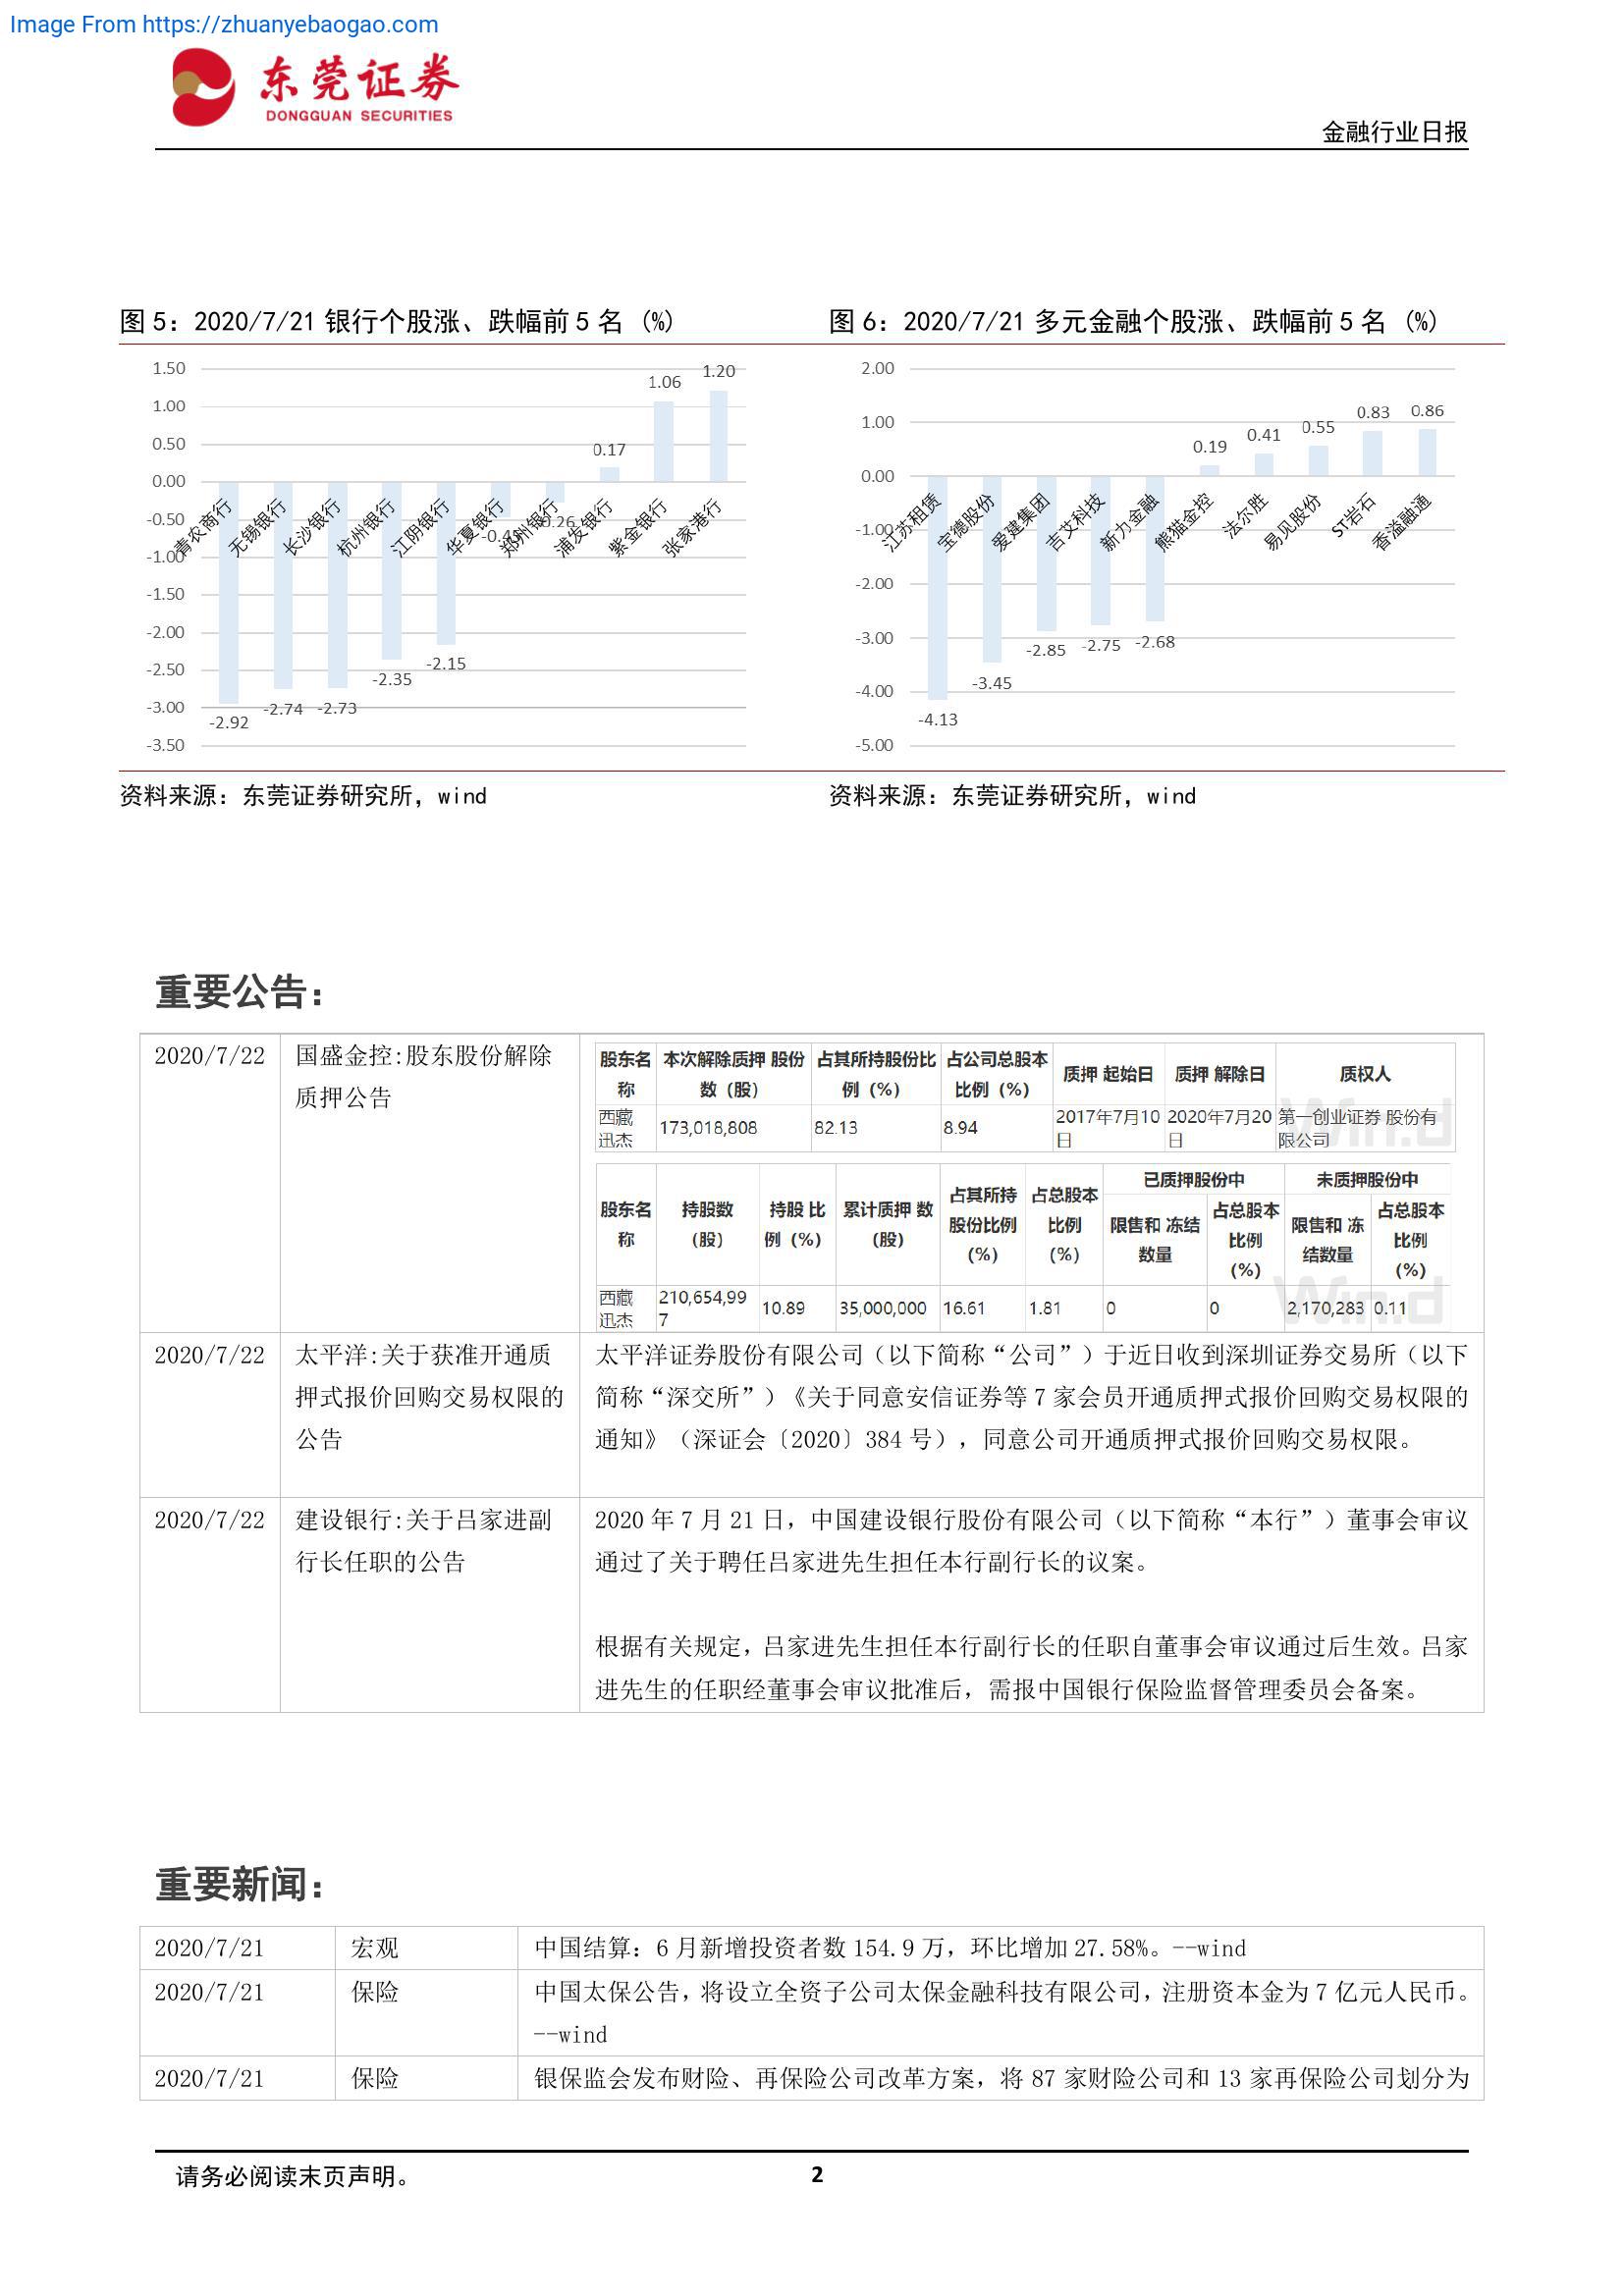 Image From https://zhuanyebaogao.com
东莞证券
DONGGUAN SECURITIES
金融行业日报
图 5：2020/7/21 银行个股涨、跌幅前 5 名 (%)
1.50
1.00
0.50
0.00
-0.50
-1.00
-1.50
-2.00
-2.50
-3.00
-3.50
青农商行
无锡银行
长沙银行
杭州银行
江阴银行
华夏银行
郑州银行
浦发银行
紫金银行
张家港行
-2.92
-2.74
-2.73
-2.35
-2.15
0.17
1.06
1.20
资料来源：东莞证券研究所，wind
图 6：2020/7/21 多元金融个股涨、跌幅前 5 名 (%)
2.00
1.00
0.00
-1.00
-2.00
-3.00
-4.00
-5.00
江苏租赁
宝德股份
爱建集团
吉艾科技
新力金融
熊猫金控
法尔胜
易见股份
ST岩石
香溢融通
-4.13
-3.45
-2.85
-2.75
-2.68
0.19
0.41
0.55
0.83
0.86
资料来源：东莞证券研究所，wind
重要公告：
2020/7/22
国盛金控:股东股份解除
质押公告
股东名
称
本次解除质押 股份
数（股）
占其所持股份比
例（%）
占公司总股本
比例（%）
质押 起始日
质押 解除日
质权人
西藏
迅杰
173,018,808
82.13
8.94
2017年7月10
日
2020年7月20
日
第一创业证券 股份有
限公司
股东名
称
持股数
（股）
持股 比
例（%）
累计质押 数
（股）
占其所持
股份比例
（%）
占总股本
比例
（%）
已质押股份中
限售和 冻结
数量
占总股本
比例
（%）
未质押股份中
限售和 冻
结数量
占总股本
比例
（%）
西藏
迅杰
210,654,99
7
10.89
35,000,000
16.61
1.81
0
0
2,170,283
0.11
2020/7/22
太平洋:关于获准开通质
押式报价回购交易权限的
公告
太平洋证券股份有限公司（以下简称“公司”）于近日收到深圳证券交易所（以下
简称“深交所”）《关于同意安信证券等 7 家会员开通质押式报价回购交易权限的
通知》（深证会〔2020〕384 号），同意公司开通质押式报价回购交易权限。
2020/7/22
建设银行:关于吕家进副
行长任职的公告
2020 年 7 月 21 日，中国建设银行股份有限公司（以下简称“本行”）董事会审议
通过了关于聘任吕家进先生担任本行副行长的议案。
根据有关规定，吕家进先生担任本行副行长的任职自董事会审议通过后生效。吕家
进先生的任职经董事会审议批准后，需报中国银行保险监督管理委员会备案。
重要新闻：
2020/7/21
宏观
中国结算：6 月新增投资者数 154.9 万，环比增加 27.58%。--wind
2020/7/21
保险
中国太保公告，将设立全资子公司太保金融科技有限公司，注册资本金为 7 亿元人民币。
--wind
2020/7/21
保险
银保监会发布财险、再保险公司改革方案，将 87 家财险公司和 13 家再保险公司划分为
请务必阅读末页声明。
2